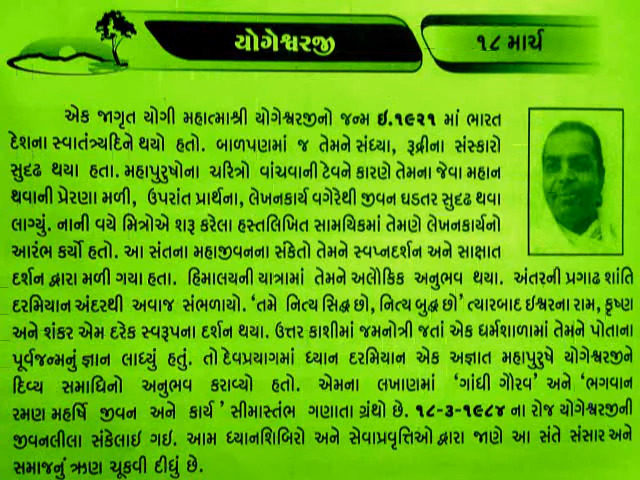 યોગેશ્વરજી
૧૮ માર્ચ
એક જાગૃત યોગી મહાત્માશ્રી યોગેશ્વરજીનો જન્મ ઇ.૧૯૨૧ માં ભારત
દેશના સ્વાતંત્ર્યદિને થયો હતો. બાળપણમાં જ તેમને સંધ્યા, રૂદ્રીના સંસ્કારો
સુદઢ થયા હતા. મહાપુરુષોના ચરિત્રો વાંચવાની ટેવને કારણે તેમના જેવા મહાન
થવાની પ્રેરણા મળી, ઉપરાંત પ્રાર્થના, લેખનકાર્ય વગેરેથી જીવન ઘડતર સુદઢ થવા
લાગ્યું. નાની વયે મિત્રોએ શરૂ કરેલા હસ્તલિખિત સામયિકમાં તેમણે લેખનકાર્યનો
આરંભ કર્યો હતો. આ સંતના મહાજીવનના સંકેતો તેમને સ્વપ્નદર્શન અને સાક્ષાત
દર્શન દ્વારા મળી ગયા હતા. હિમાલયની યાત્રામાં તેમને અલૌકિક અનુભવ થયા. અંતરની પ્રગાઢ શાંતિ
દરમિયાન અંદરથી અવાજ સંભળાયો. ‘તમે નિત્ય સિદ્ધ છો, નિત્ય બુદ્ધ છો’ ત્યારબાદ ઇશ્વરના રામ, કૃષ્ણ
અને શંકર એમ દરેક સ્વરૂપના દર્શન થયા. ઉત્તર કાશીમાં જમનોત્રી જતાં એક ધર્મશાળામાં તેમને પોતાના
પૂર્વજન્મનું જ્ઞાન લાધ્યું હતું. તો દેવપ્રયાગમાં ધ્યાન દરમિયાન એક અજ્ઞાત મહાપુરુષે યોગેશ્વરજીને
દિવ્ય સમાધિનો અનુભવ કરાવ્યો હતો. એમના લખાણમાં ‘ગાંધી ગૌરવ’ અને ‘ભગવાન
રમણ મહર્ષિ જીવન અને કાર્ય’ સીમાસ્તંભ ગણાતા ગ્રંથો છે. ૧૮-૩-૧૯૮૪ ના રોજ યોગેશ્વરજીની
જીવનલીલા સંકેલાઇ ગઇ. આમ ધ્યાનશિબિરો અને સેવાપ્રવૃત્તિઓ દ્વારા જાણે આ સંતે સંસાર અને
સમાજનું ઋણ ચૂકવી દીધું છે.